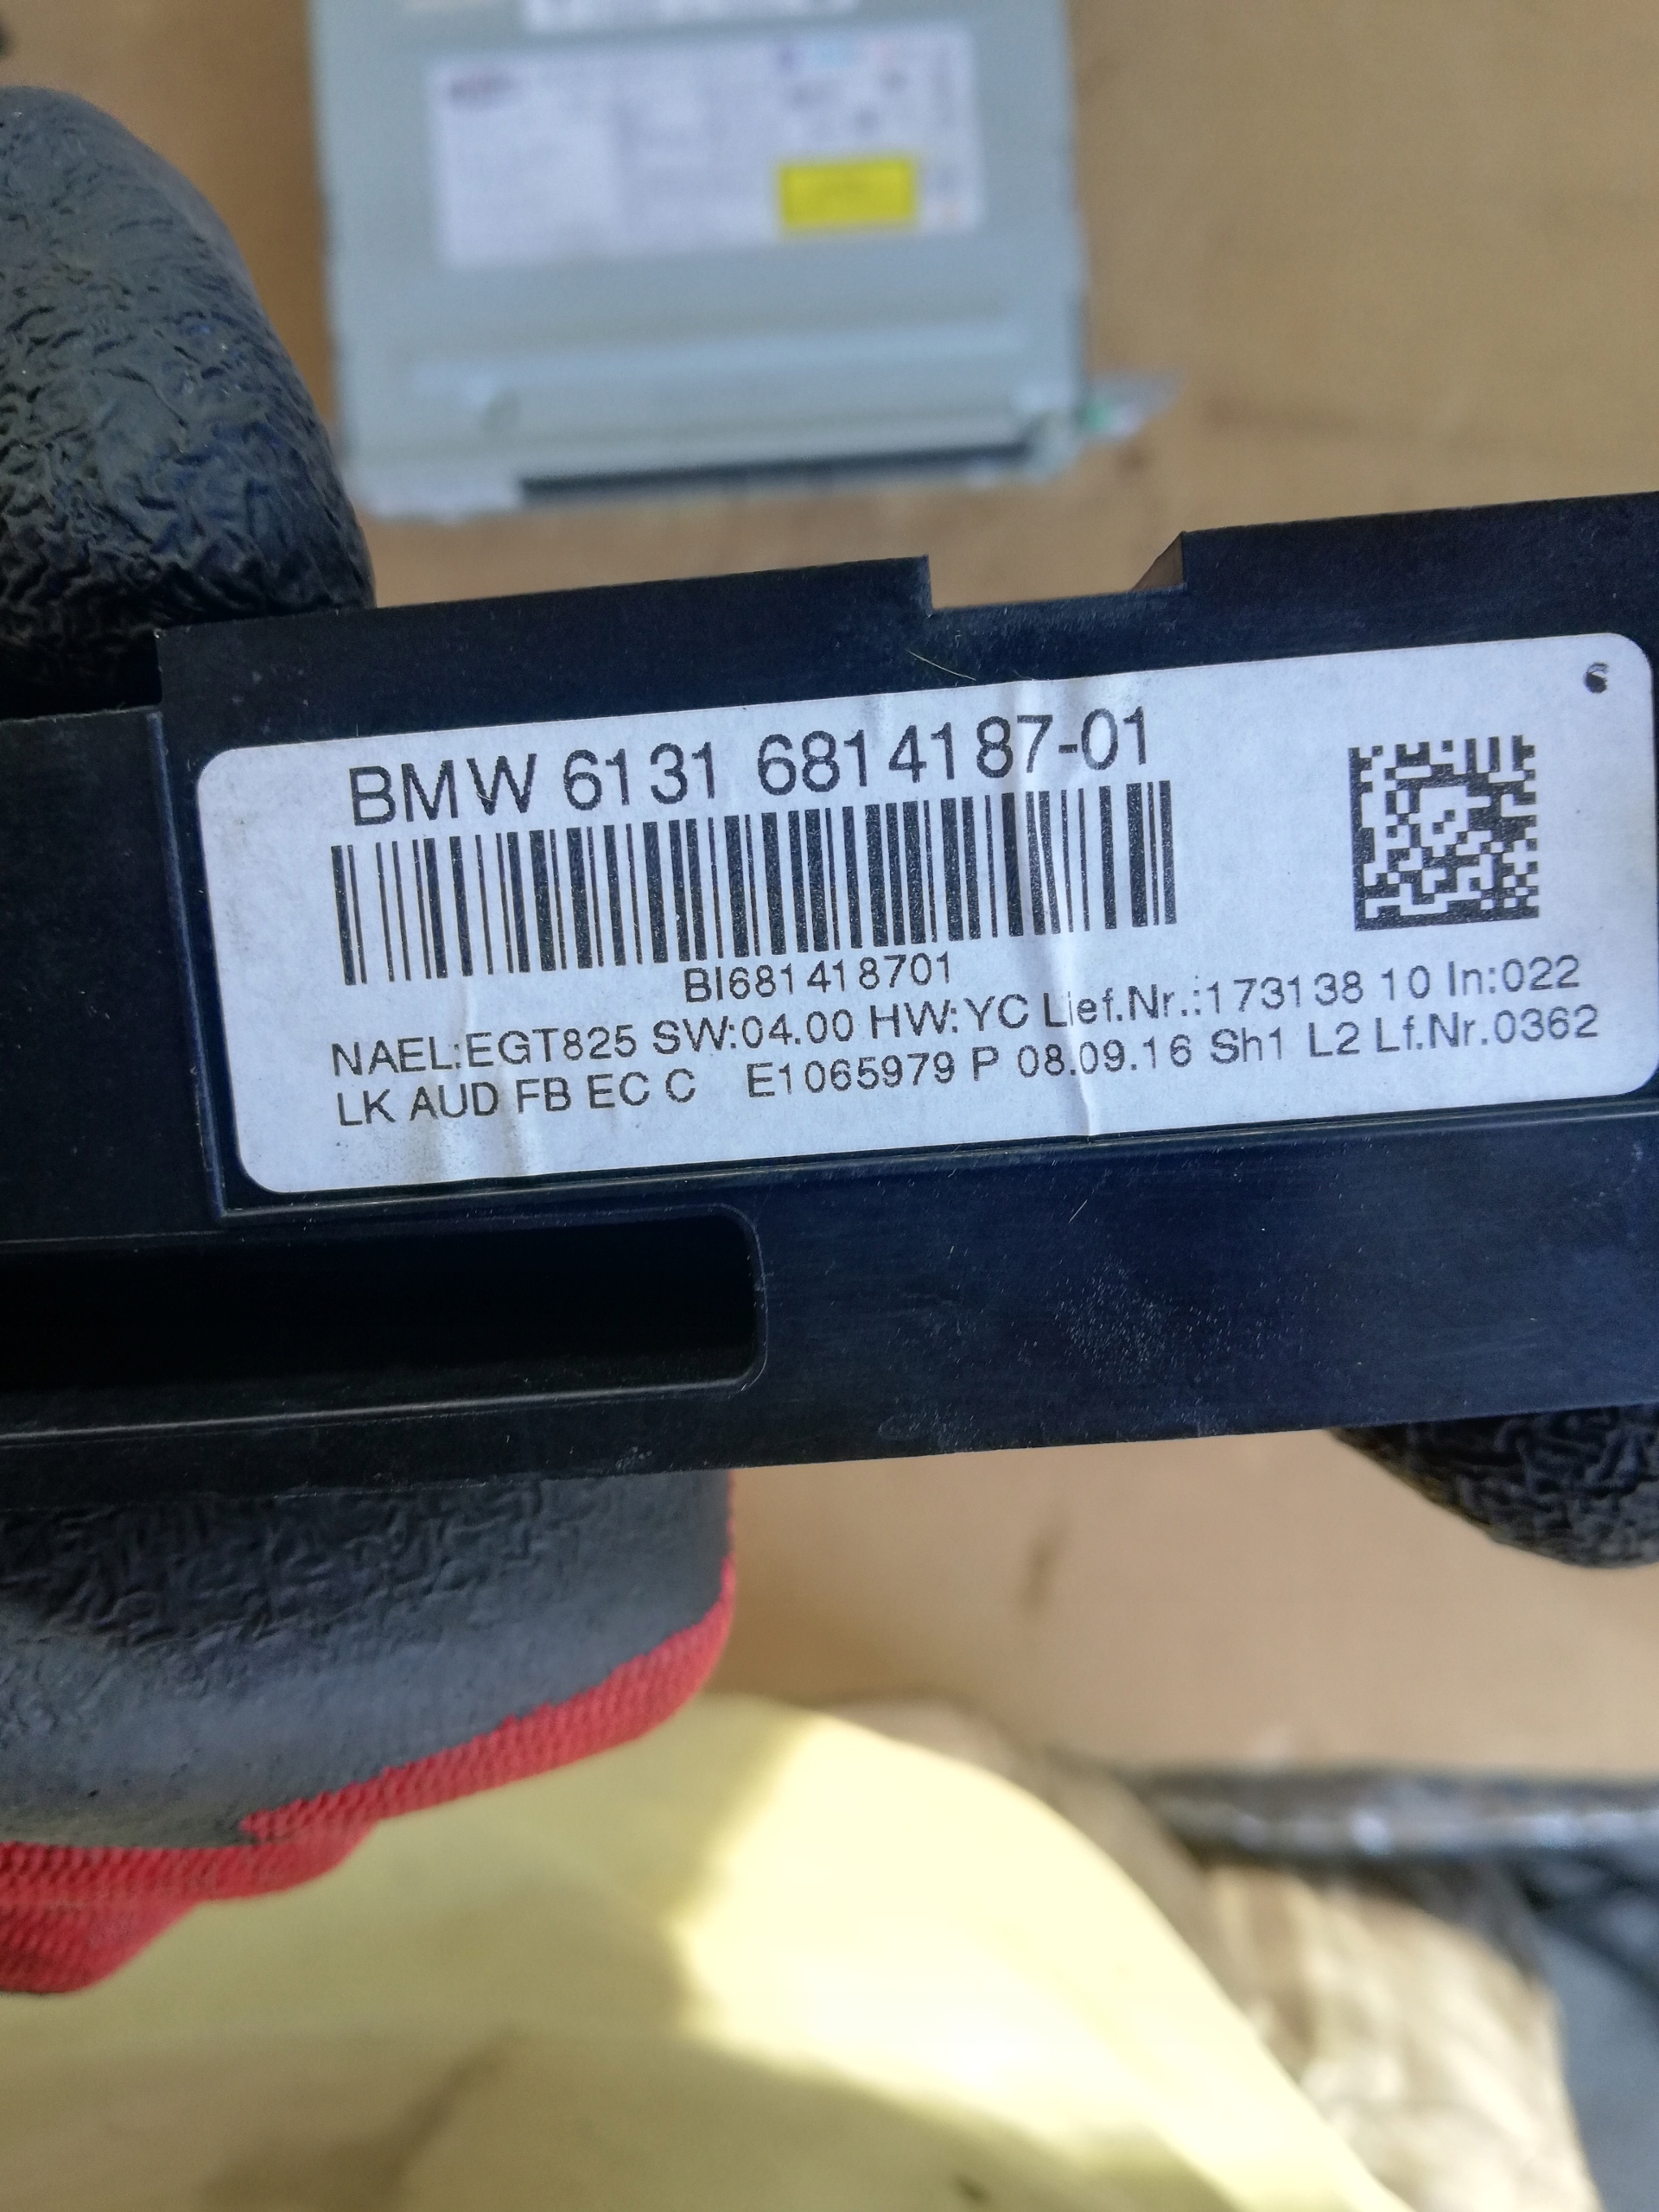 BMW 6131 6814187-01
BI681418701
NAEL:EGT825 SW:04.00 HW:YC Lief.Nr.:173138 10 In:022
LK AUD FB EC C E1065979 P 08.09.16 Sh1 L2 Lf.Nr.0362